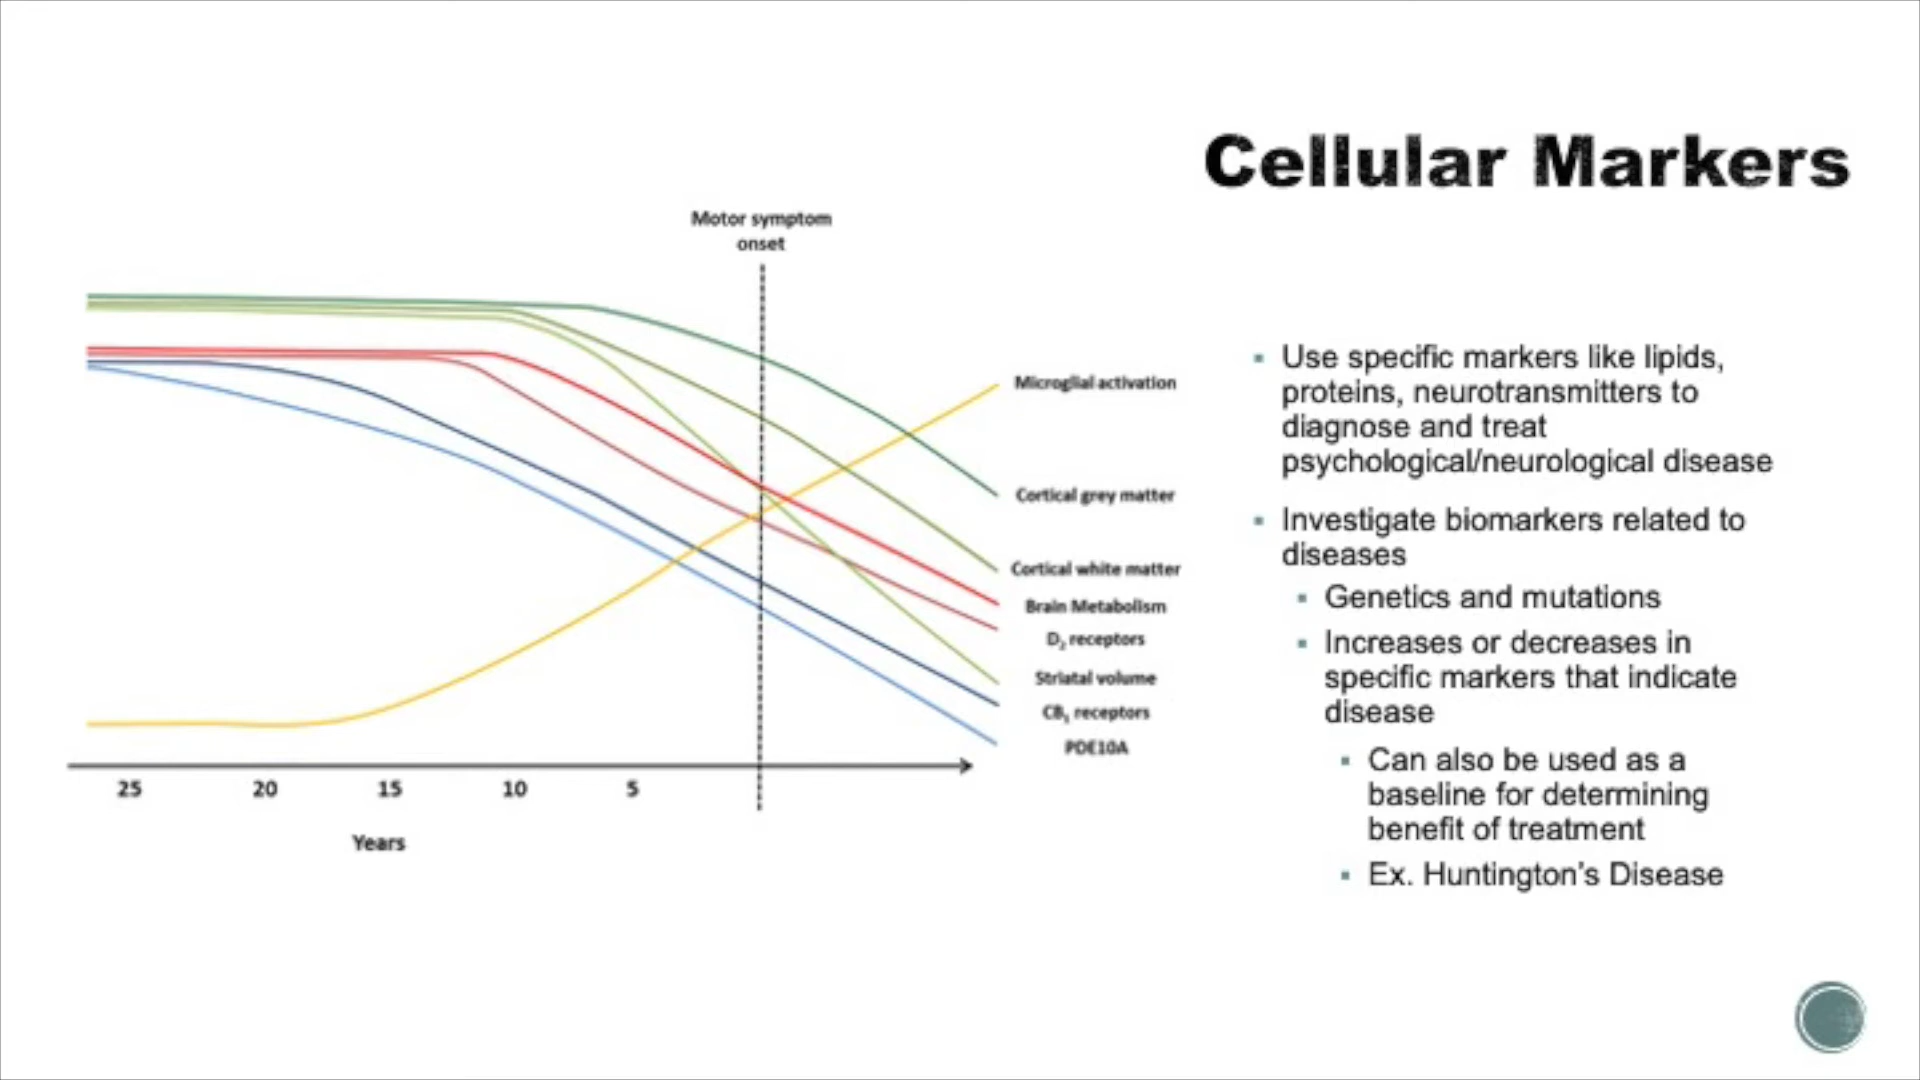 Cellular Markers
Motor symptom
onset
Microglial activation
Cortical grey matter
Cortical white matter
Brain Metabolism
D₂ receptors
Striatal volume
CB₁ receptors
PDE10A
25 20 15 10 5
Years
▪ Use specific markers like lipids,
proteins, neurotransmitters to
diagnose and treat
psychological/neurological disease
▪ Investigate biomarkers related to
diseases
▪ Genetics and mutations
▪ Increases or decreases in
specific markers that indicate
disease
▪ Can also be used as a
baseline for determining
benefit of treatment
▪ Ex. Huntington's Disease